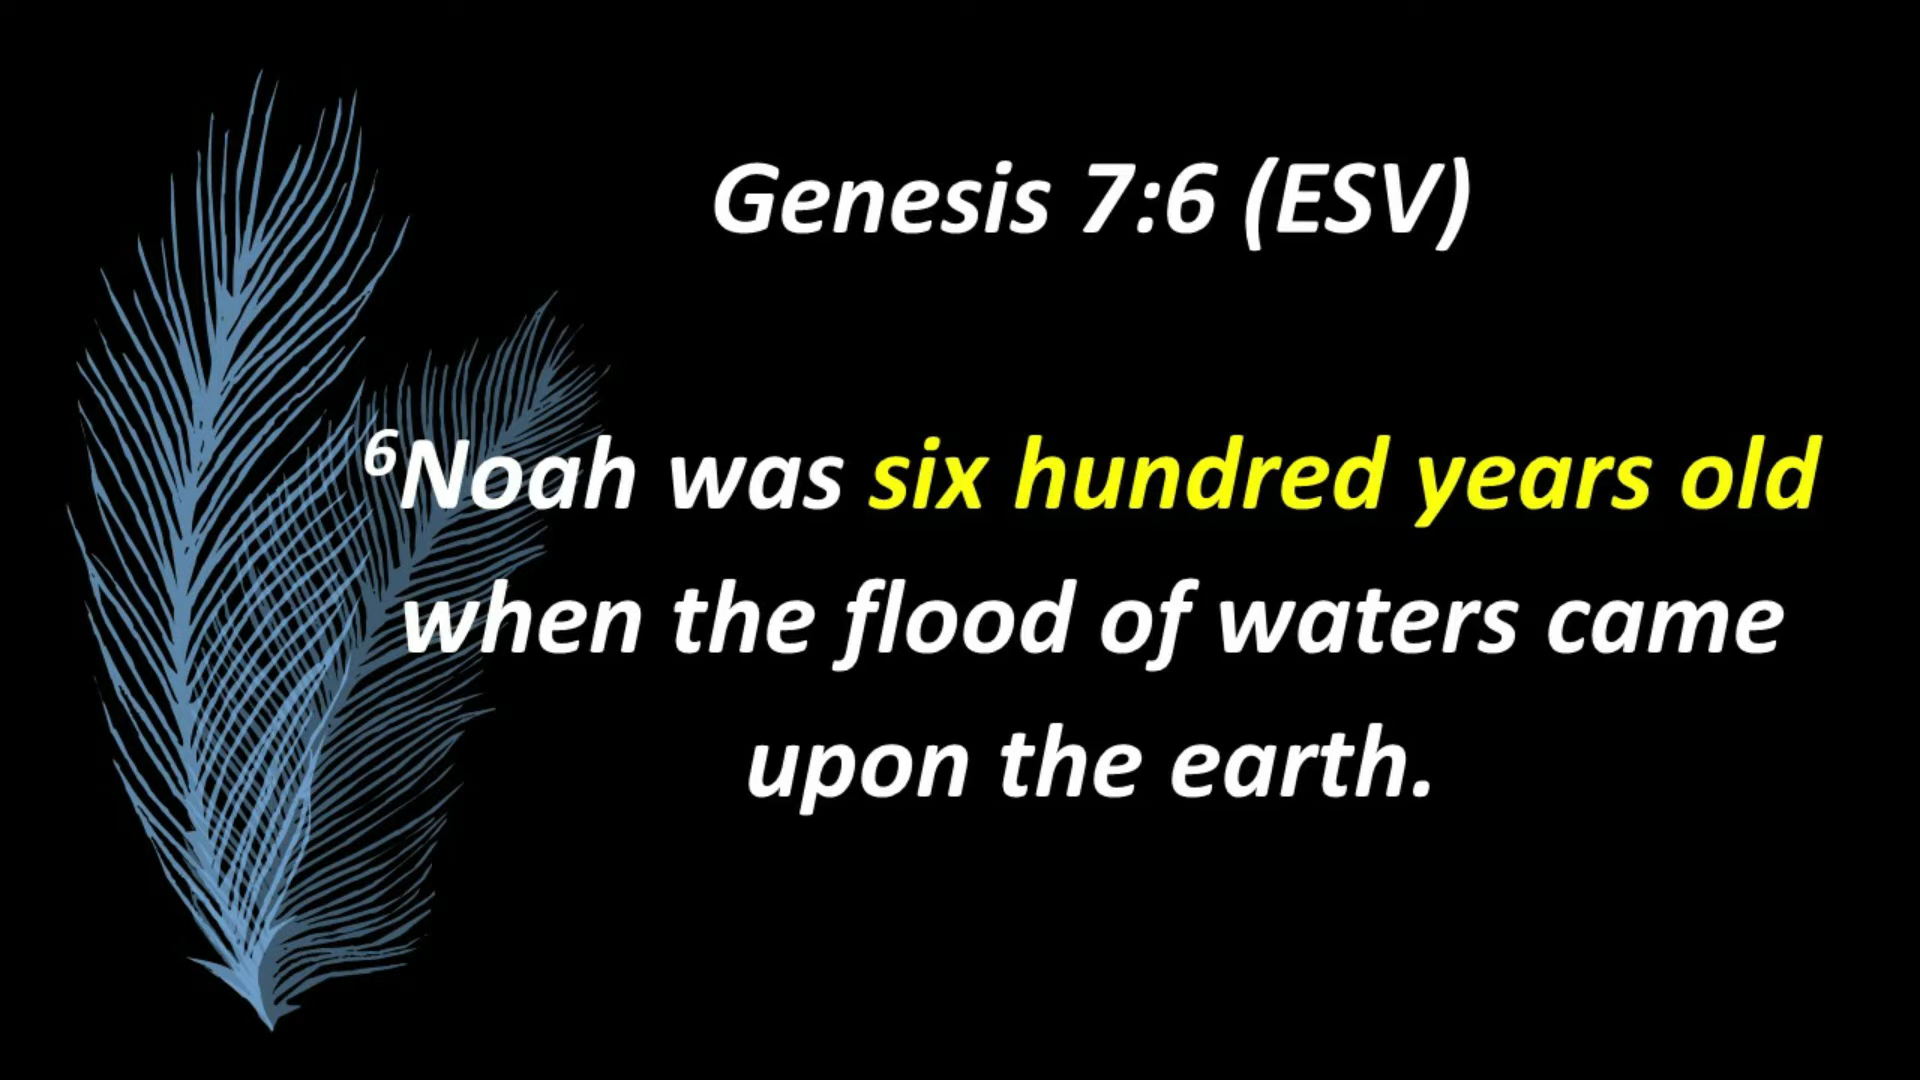 Genesis 7:6 (ESV)
⁶Noah was six hundred years old
when the flood of waters came
upon the earth.